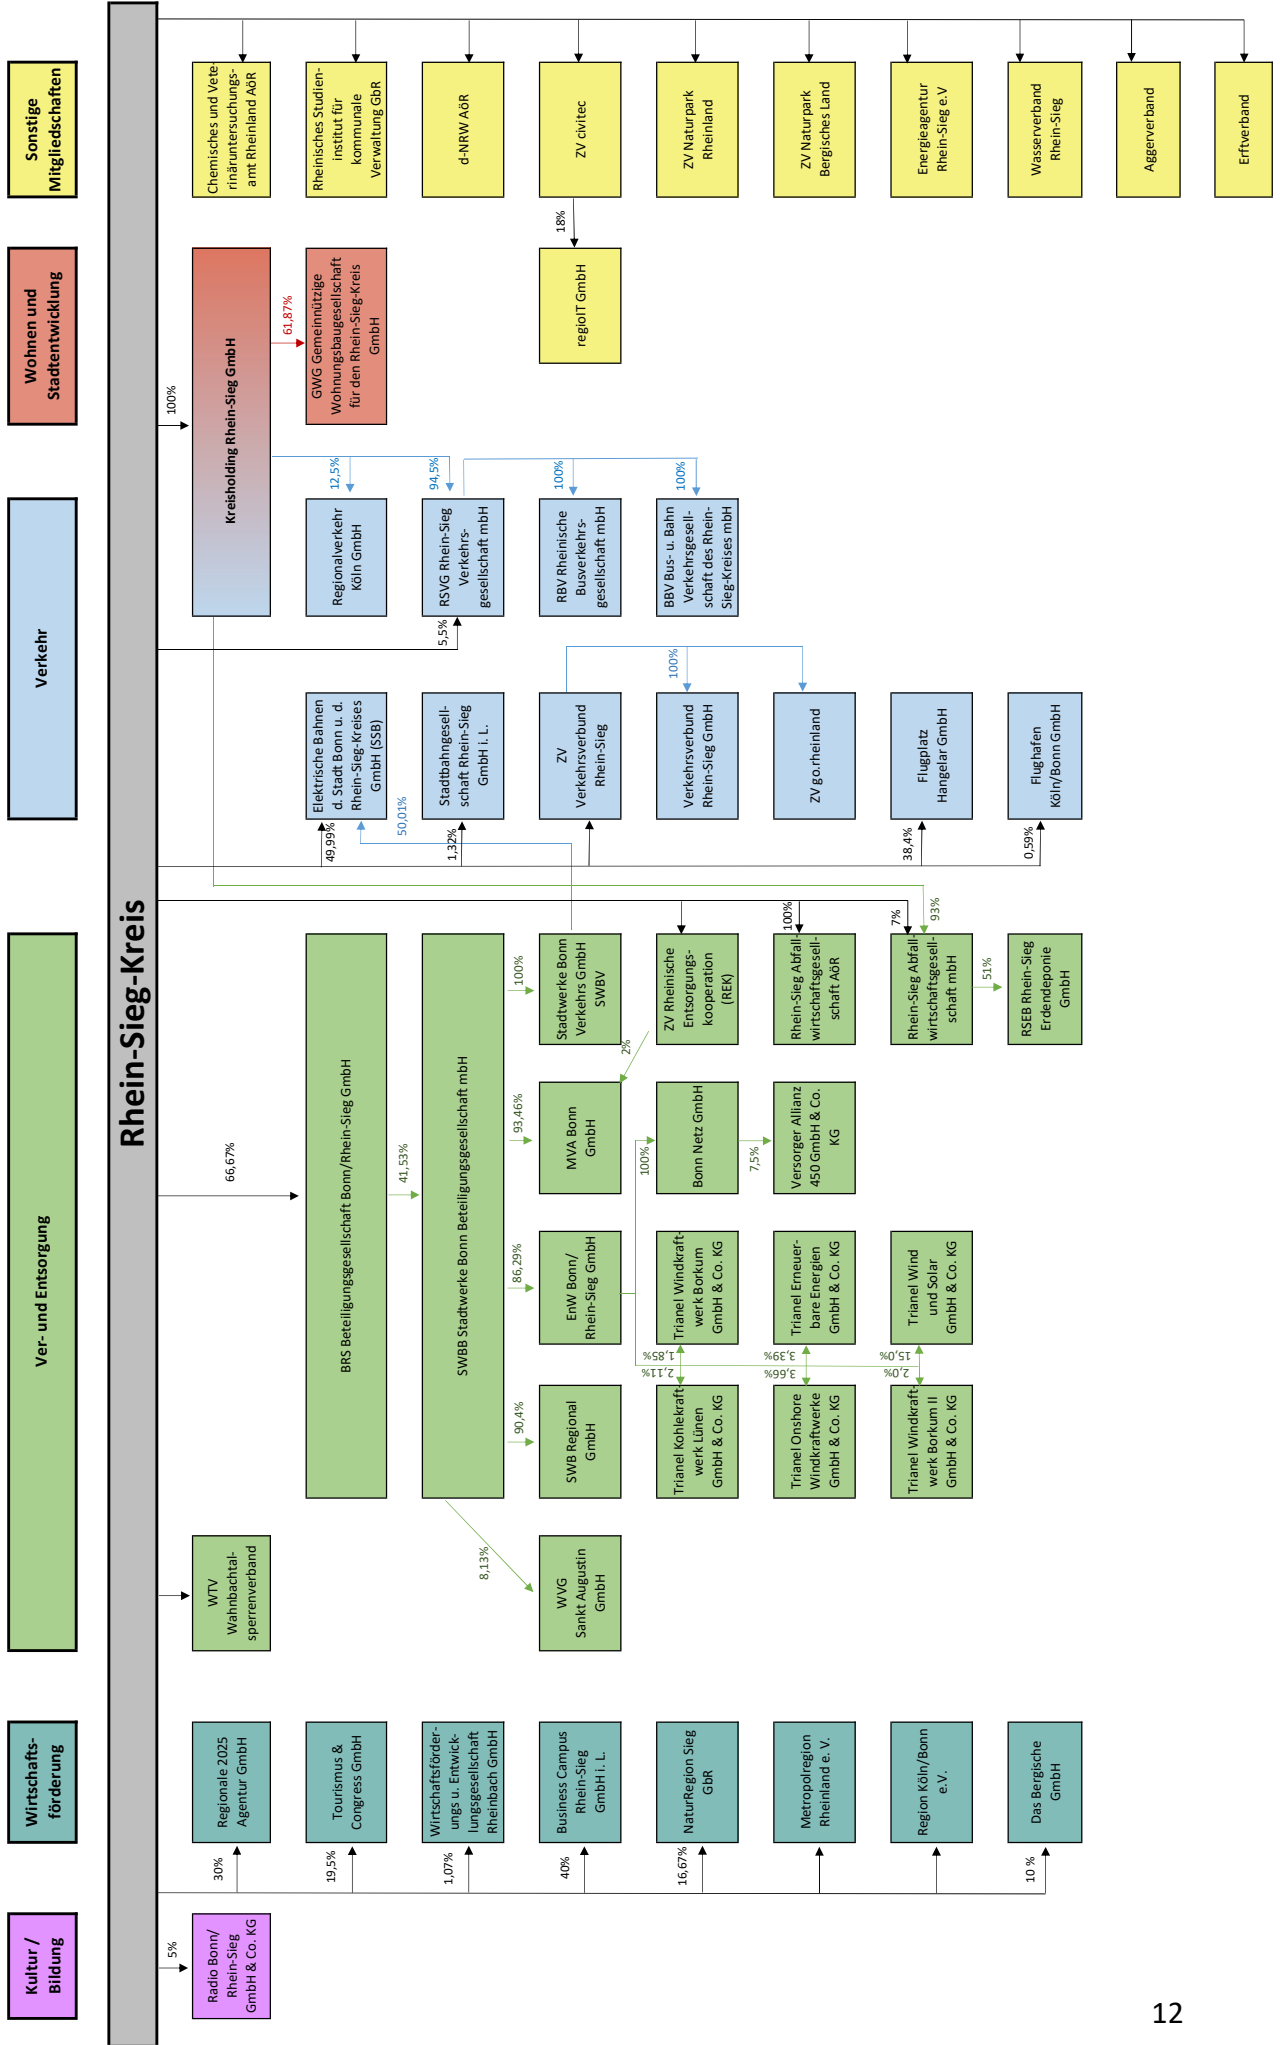 Kultur /
Bildung
Wirtschafts-
förderung
Ver- und Entsorgung
Verkehr
Wohnen und
Stadtentwicklung
Sonstige
Mitgliedschaften
Rhein-Sieg-Kreis
5%
Radio Bonn/
Rhein-Sieg
GmbH & Co. KG
30%
Regionale 2025
Agentur GmbH
19,5%
Tourismus &
Congress GmbH
1,07%
Wirtschaftsförder-
ungs u. Entwick-
lungsgesellschaft
Rheinbach GmbH
40%
Business Campus
Rhein-Sieg
GmbH i. L.
16,67%
NaturRegion Sieg
GbR
Metropolregion
Rheinland e. V.
Region Köln/Bonn
e.V.
10 %
Das Bergische
GmbH
WTV
Wahnbachtal-
sperrenverband
66,67%
BRS Beteiligungsgesellschaft Bonn/Rhein-Sieg GmbH
41,53%
SWBB Stadtwerke Bonn Beteiligungsgesellschaft mbH
8,13%
WVG
Sankt Augustin
GmbH
90,4%
SWB Regional
GmbH
86,29%
EnW Bonn/
Rhein-Sieg GmbH
93,46%
MVA Bonn
GmbH
100%
Stadtwerke Bonn
Verkehrs GmbH
SWBV
2,11%
1,85%
Trianel Kohlekraft-
werk Lünen
GmbH & Co. KG
Trianel Windkraft-
werk Borkum
GmbH & Co. KG
100%
Bonn Netz GmbH
2%
ZV Rheinische
Entsorgungs-
kooperation
(REK)
3,66%
3,39%
Trianel Onshore
Windkraftwerke
GmbH & Co. KG
Trianel Erneuer-
bare Energien
GmbH & Co. KG
7,5%
Versorger Allianz
450 GmbH & Co.
KG
100%
Rhein-Sieg Abfall-
wirtschaftsgesell-
schaft AöR
2,0%
15,0%
Trianel Windkraft-
werk Borkum II
GmbH & Co. KG
Trianel Wind
und Solar
GmbH & Co. KG
7%
93%
Rhein-Sieg Abfall-
wirtschaftsgesell-
schaft mbH
51%
RSEB Rhein-Sieg
Erdendeponie
GmbH
49,99%
50,01%
Elektrische Bahnen
d. Stadt Bonn u. d.
Rhein-Sieg-Kreises
GmbH (SSB)
1,32%
Stadtbahngesell-
schaft Rhein-Sieg
GmbH i. L.
ZV
Verkehrsverbund
Rhein-Sieg
100%
Verkehrsverbund
Rhein-Sieg GmbH
ZV go.rheinland
38,4%
Flugplatz
Hangelar GmbH
0,59%
Flughafen
Köln/Bonn GmbH
100%
Kreisholding Rhein-Sieg GmbH
12,5%
Regionalverkehr
Köln GmbH
5,5%
94,5%
RSVG Rhein-Sieg
Verkehrs-
gesellschaft mbH
100%
RBV Rheinische
Busverkehrs-
gesellschaft mbH
100%
BBV Bus- u. Bahn
Verkehrsgesell-
schaft des Rhein-
Sieg-Kreises mbH
61,87%
GWG Gemeinnützige
Wohnungsbaugesellschaft
für den Rhein-Sieg-Kreis
GmbH
Chemisches und Vete-
rinäruntersuchungs-
amt Rheinland AöR
Rheinisches Studien-
institut für
kommunale
Verwaltung GbR
d-NRW AöR
ZV civitec
18%
regioIT GmbH
ZV Naturpark
Rheinland
ZV Naturpark
Bergisches Land
Energieagentur
Rhein-Sieg e.V
Wasserverband
Rhein-Sieg
Aggerverband
Erftverband
12